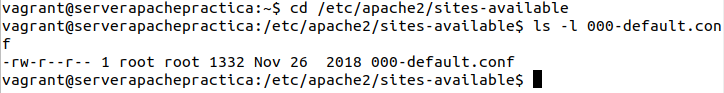 vagrant@serverapachepractica:~$ cd /etc/apache2/sites-available
vagrant@serverapachepractica:/etc/apache2/sites-available$ ls -l 000-default.con
f
-rw-r--r-- 1 root root 1332 Nov 26  2018 000-default.conf
vagrant@serverapachepractica:/etc/apache2/sites-available$